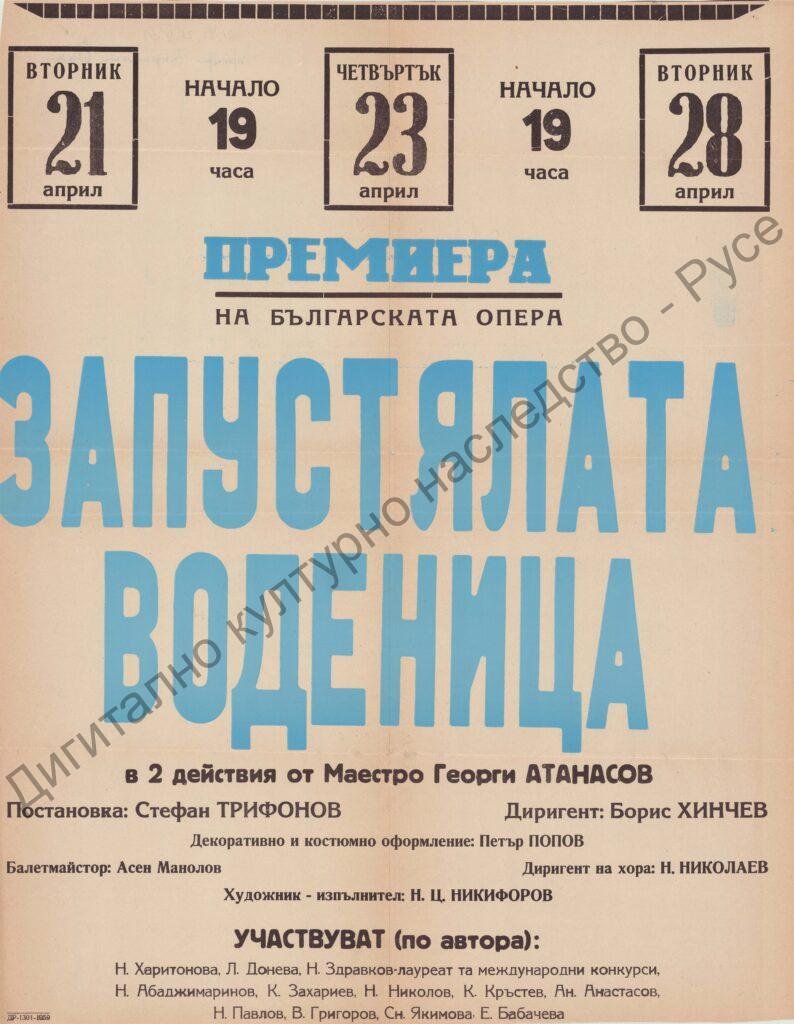 ВТОРНИК
21
април
НАЧАЛО
19
часа
ЧЕТВЪРТЪК
23
април
НАЧАЛО
19
часа
ВТОРНИК
28
април
ПРЕМИЕРА
НА БЪЛГАРСКАТА ОПЕРА
ЗАПУСТЯЛАТА
ВОДЕНИЦА
в 2 действия от Маестро Георги АТАНАСОВ
Постановка: Стефан ТРИФОНОВ
Диригент: Борис ХИНЧЕВ
Декоративно и костюмно оформление: Петър ПОПОВ
Балетмайстор: Асен Манолов
Диригент на хора: Н. НИКОЛАЕВ
Художник - изпълнител: Н. Ц. НИКИФОРОВ
УЧАСТВУВАТ (по автора):
Н. Харитонова, Л. Донева, Н. Здравков-лауреат та международни конкурси,
Н. Абаджимаринов, К. Захариев, Н. Николов, К. Кръстев, Ан. Анастасов,
Н. Павлов, В. Григоров, Сн. Якимова, Е. Бабачева
ДР-1301-1959
Дигитално културно наследство - Русе